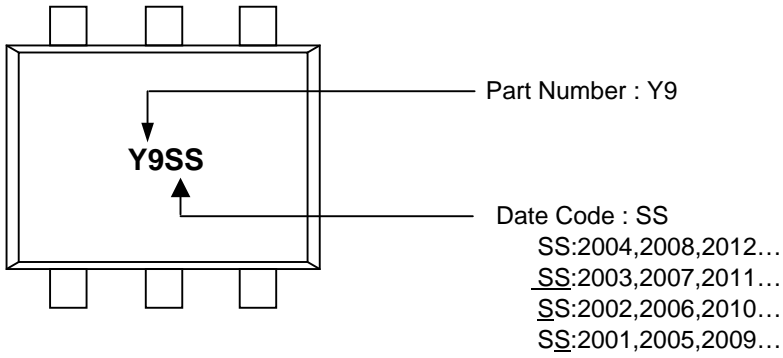 Part Number : Y9
Y9SS
Date Code : SS
SS:2004,2008,2012…
SS:2003,2007,2011…
SS:2002,2006,2010…
SS:2001,2005,2009…